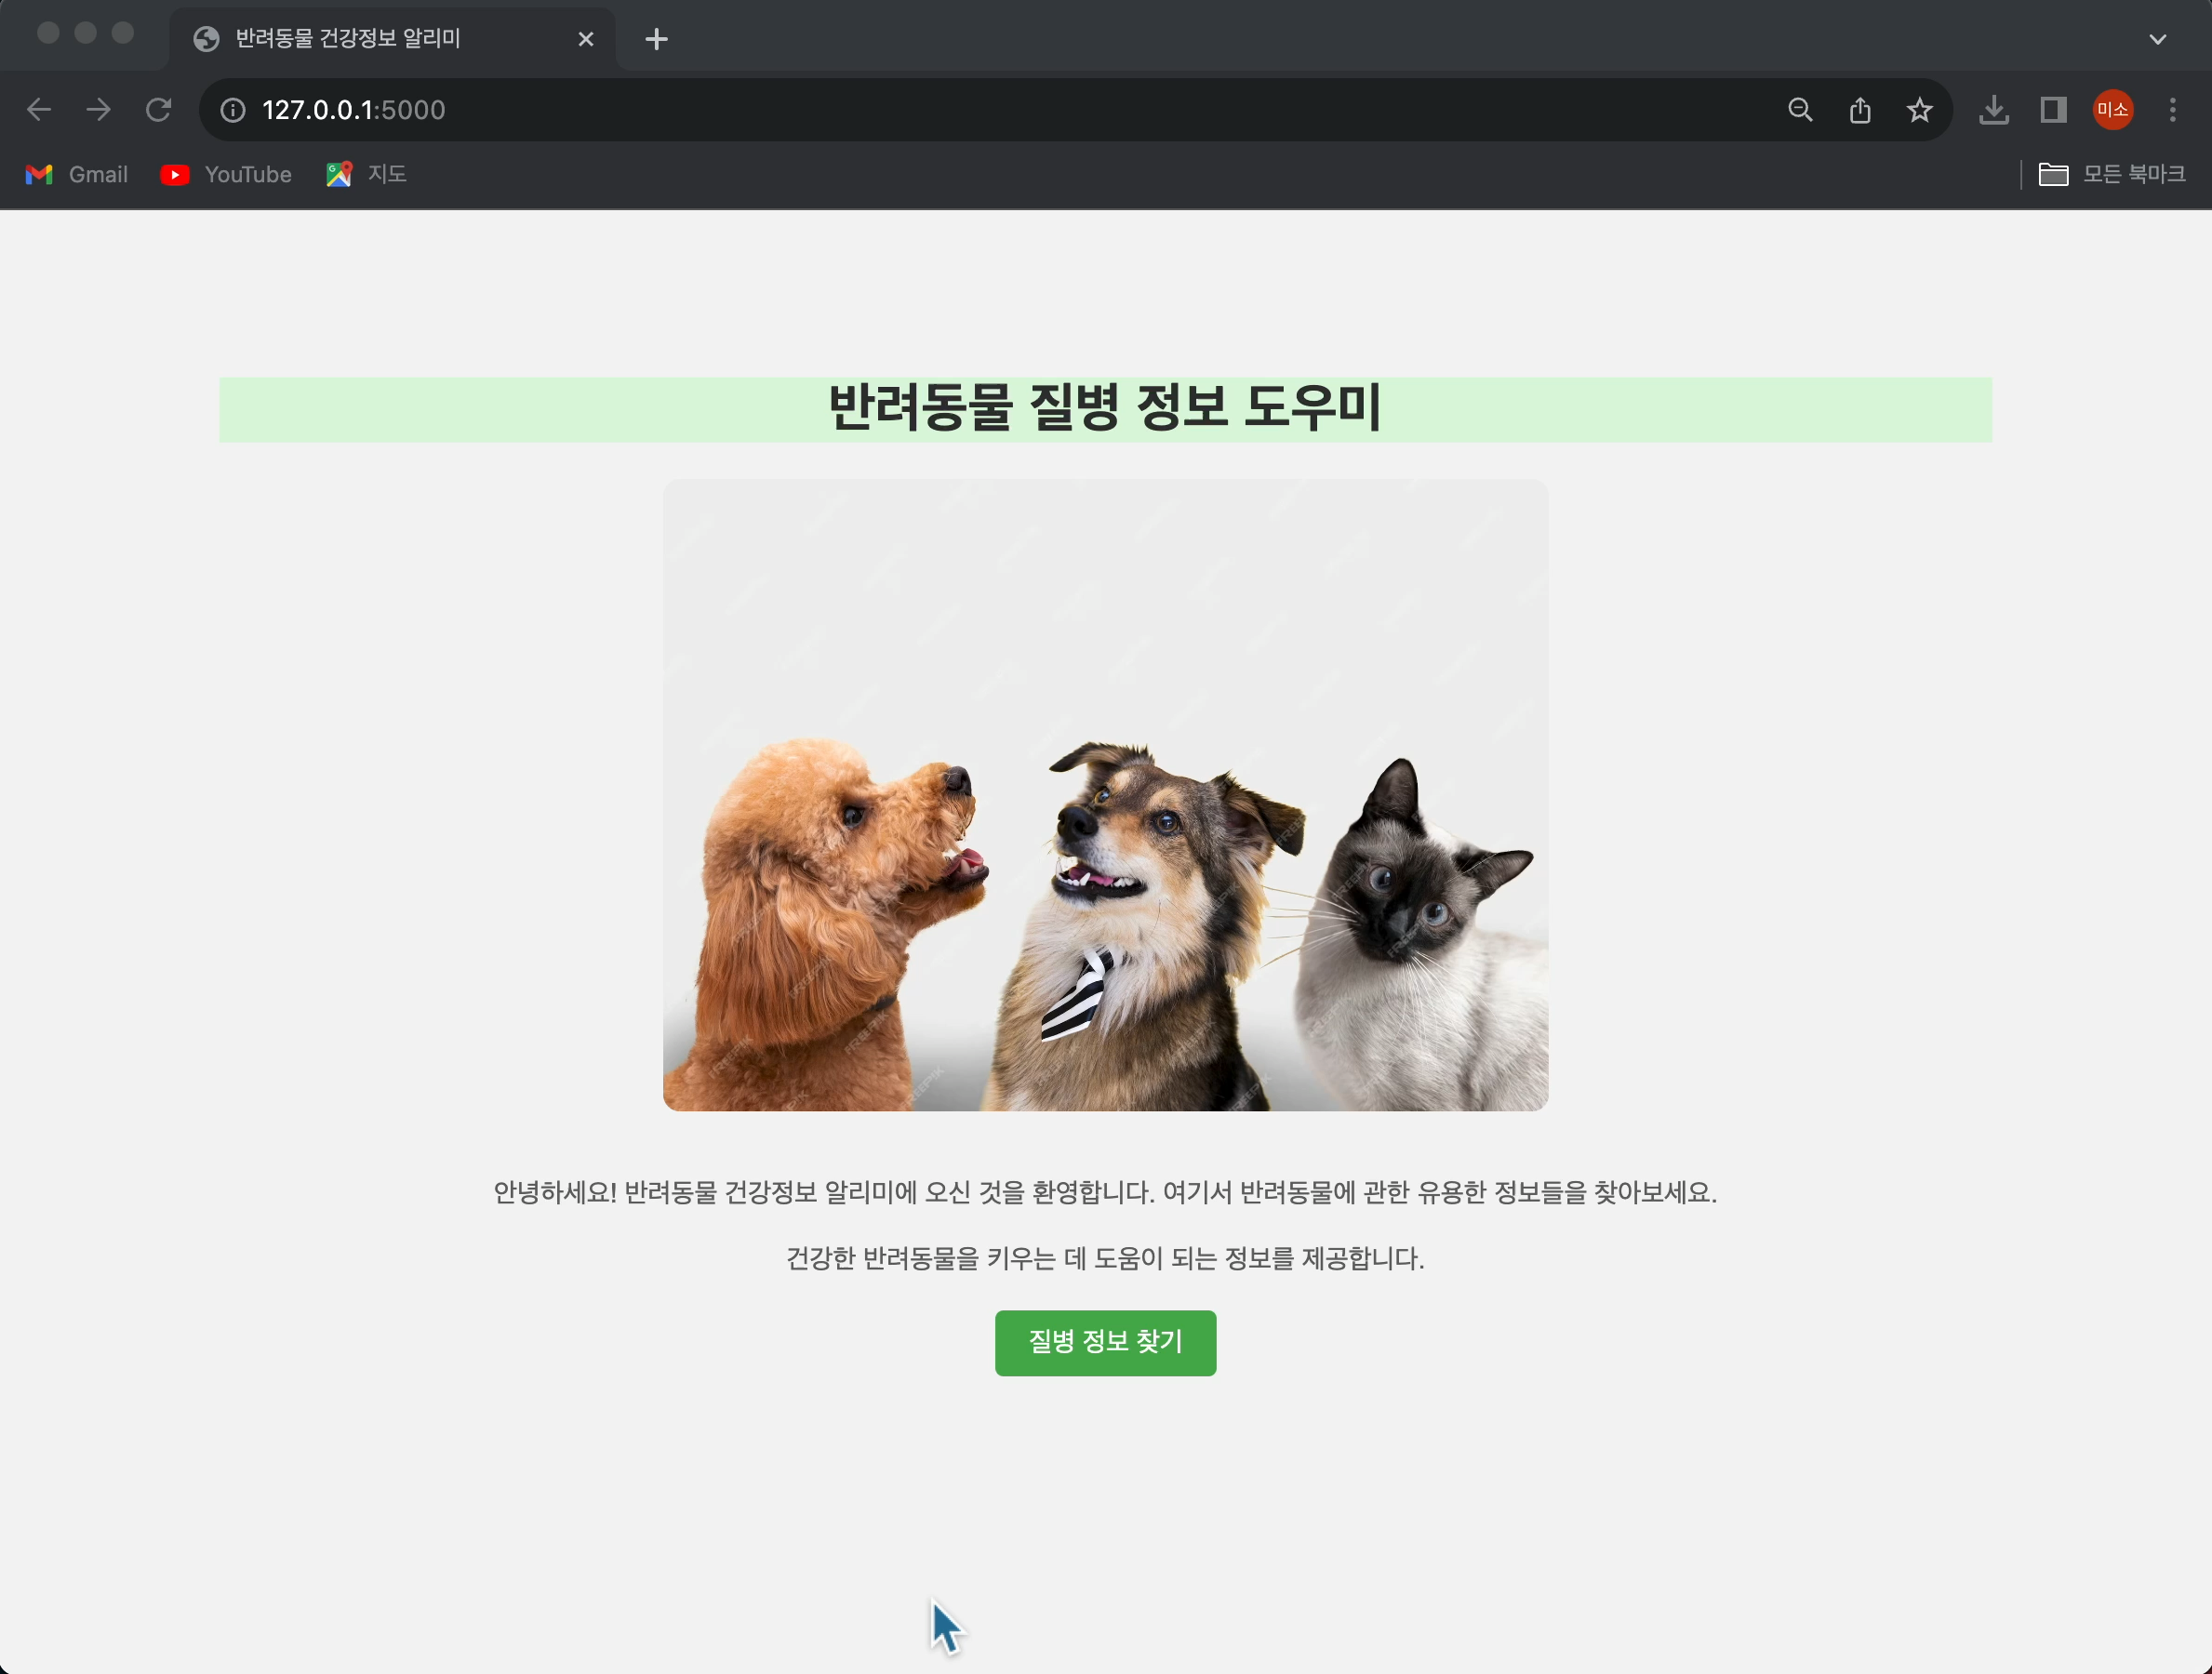 반려동물 건강정보 알리미
127.0.0.1:5000
미소
Gmail
YouTube
지도
모든 북마크
반려동물 질병 정보 도우미
FREEPIK
안녕하세요! 반려동물 건강정보 알리미에 오신 것을 환영합니다. 여기서 반려동물에 관한 유용한 정보들을 찾아보세요.
건강한 반려동물을 키우는 데 도움이 되는 정보를 제공합니다.
질병 정보 찾기